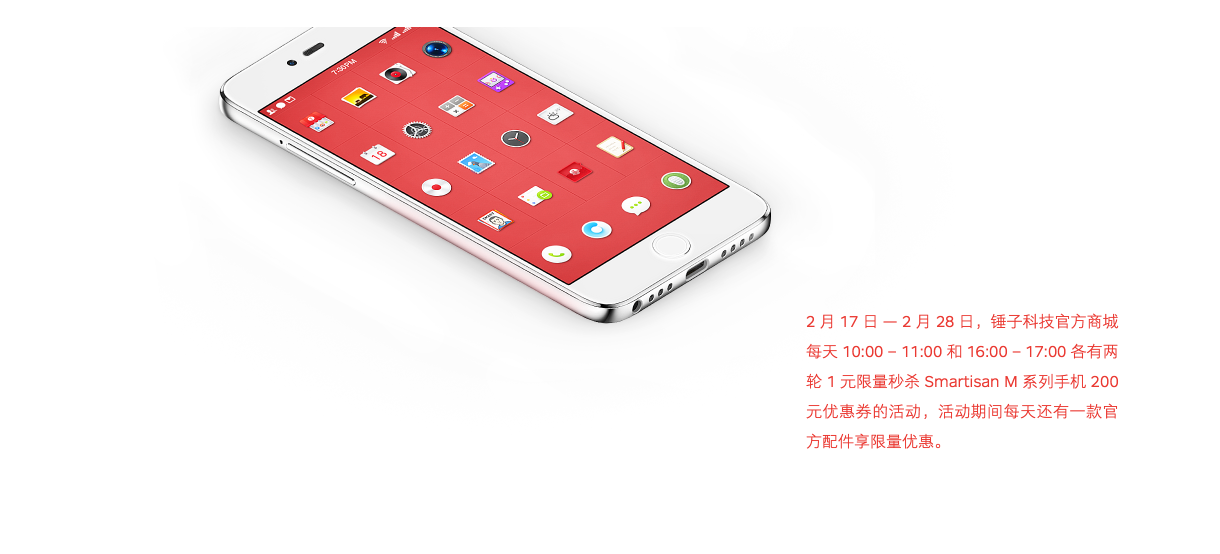 7:30PM
18
2 月 17 日 — 2 月 28 日，锤子科技官方商城
每天 10:00 – 11:00 和 16:00 – 17:00 各有两
轮 1 元限量秒杀 Smartisan M 系列手机 200
元优惠券的活动，活动期间每天还有一款官
方配件享限量优惠。